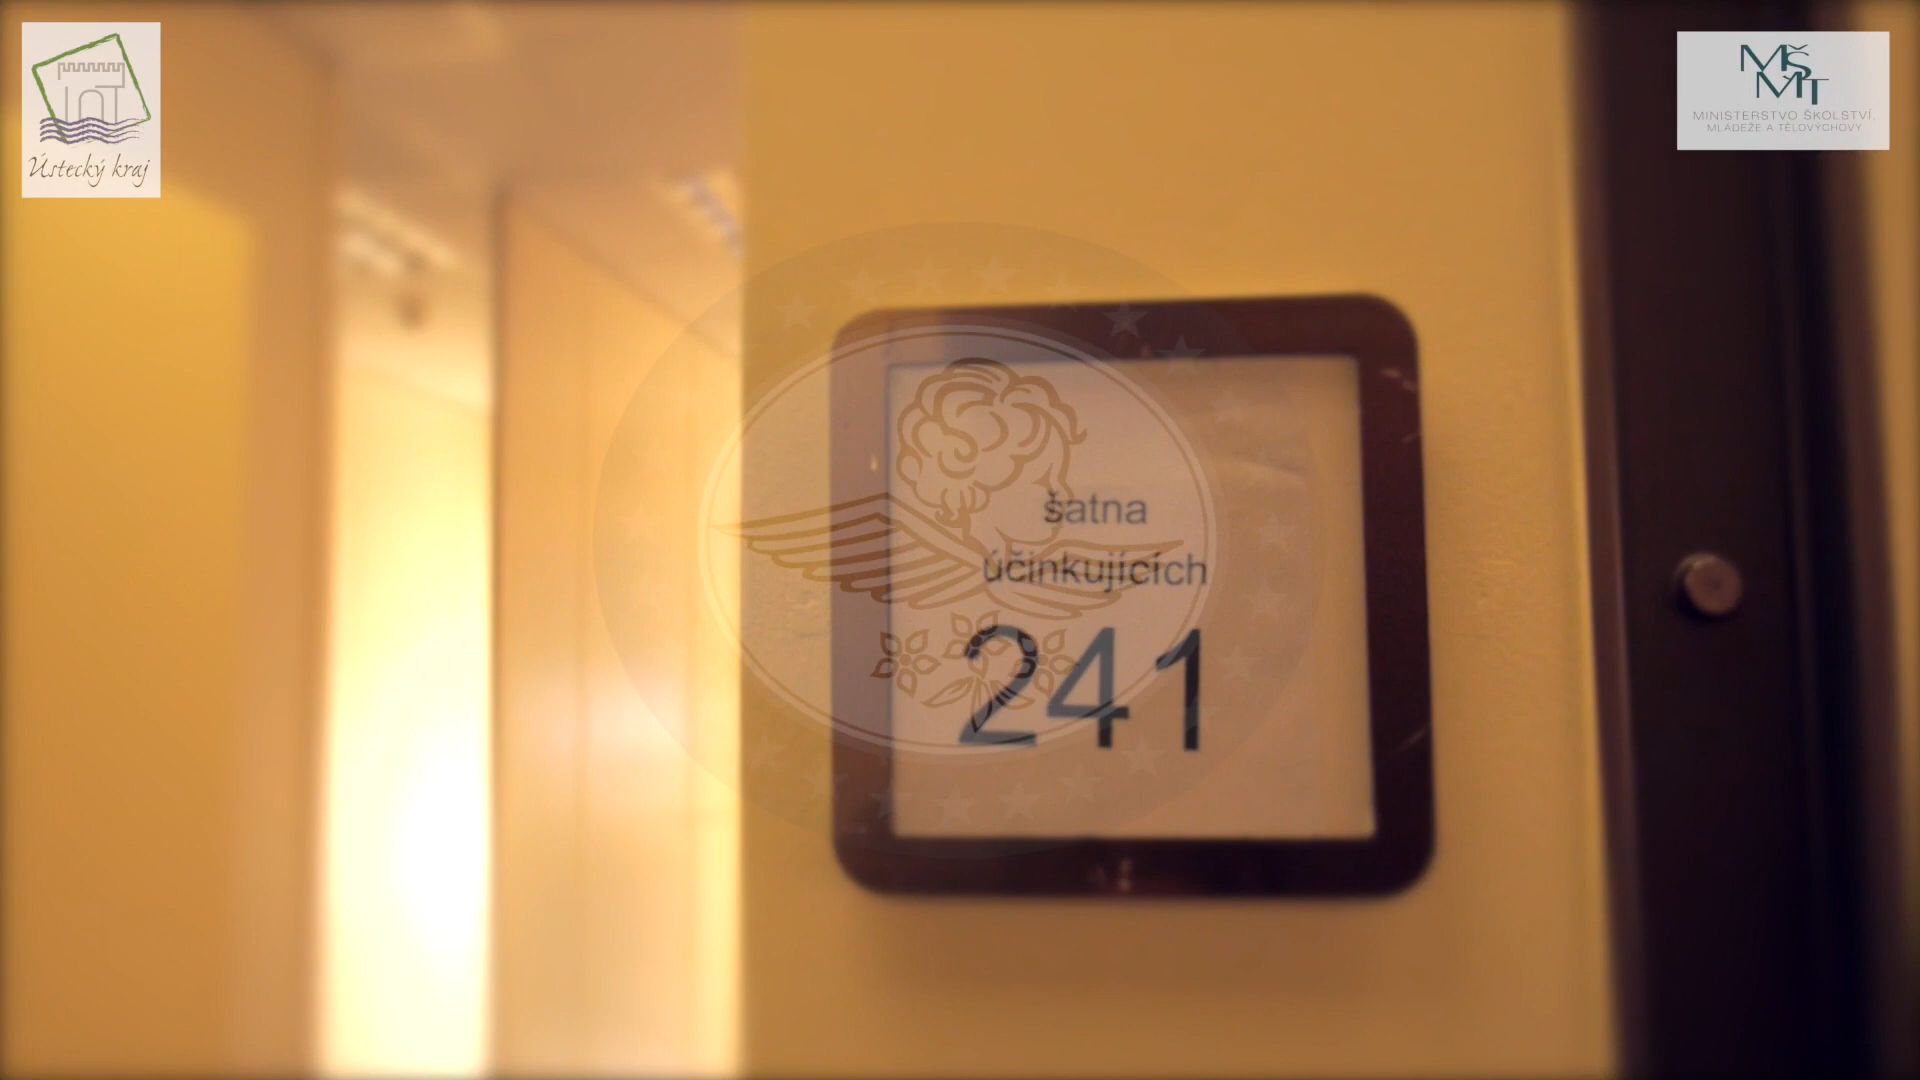 Ústecký kraj
MŠMT
MINISTERSTVO ŠKOLSTVÍ,
MLÁDEŽE A TĚLOVÝCHOVY
šatna
účinkujících
241